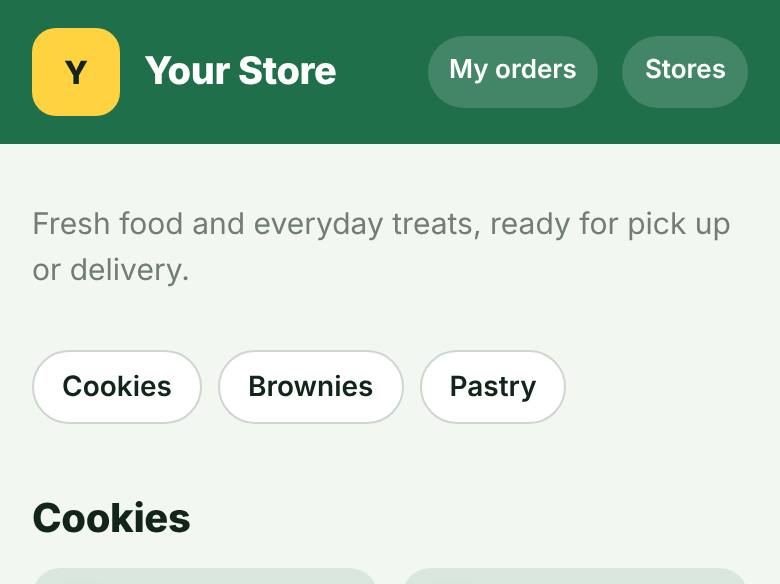 Y
Your Store
My orders
Stores
Fresh food and everyday treats, ready for pick up
or delivery.
Cookies
Brownies
Pastry
Cookies